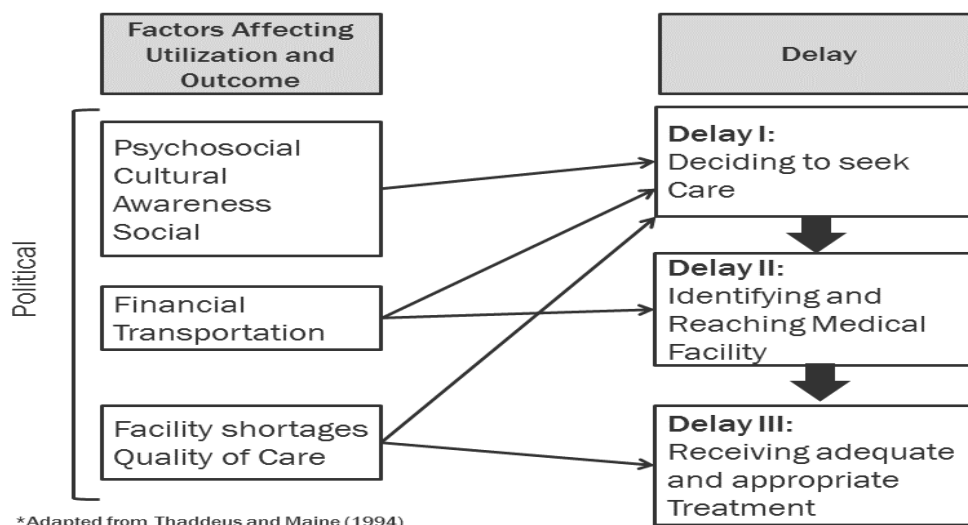 Factors Affecting
Utilization and
Outcome
Delay
Political
Psychosocial
Cultural
Awareness
Social
Financial
Transportation
Facility shortages
Quality of Care
Delay I:
Deciding to seek
Care
Delay II:
Identifying and
Reaching Medical
Facility
Delay III:
Receiving adequate
and appropriate
Treatment
*Adapted from Thaddeus and Maine (1994)